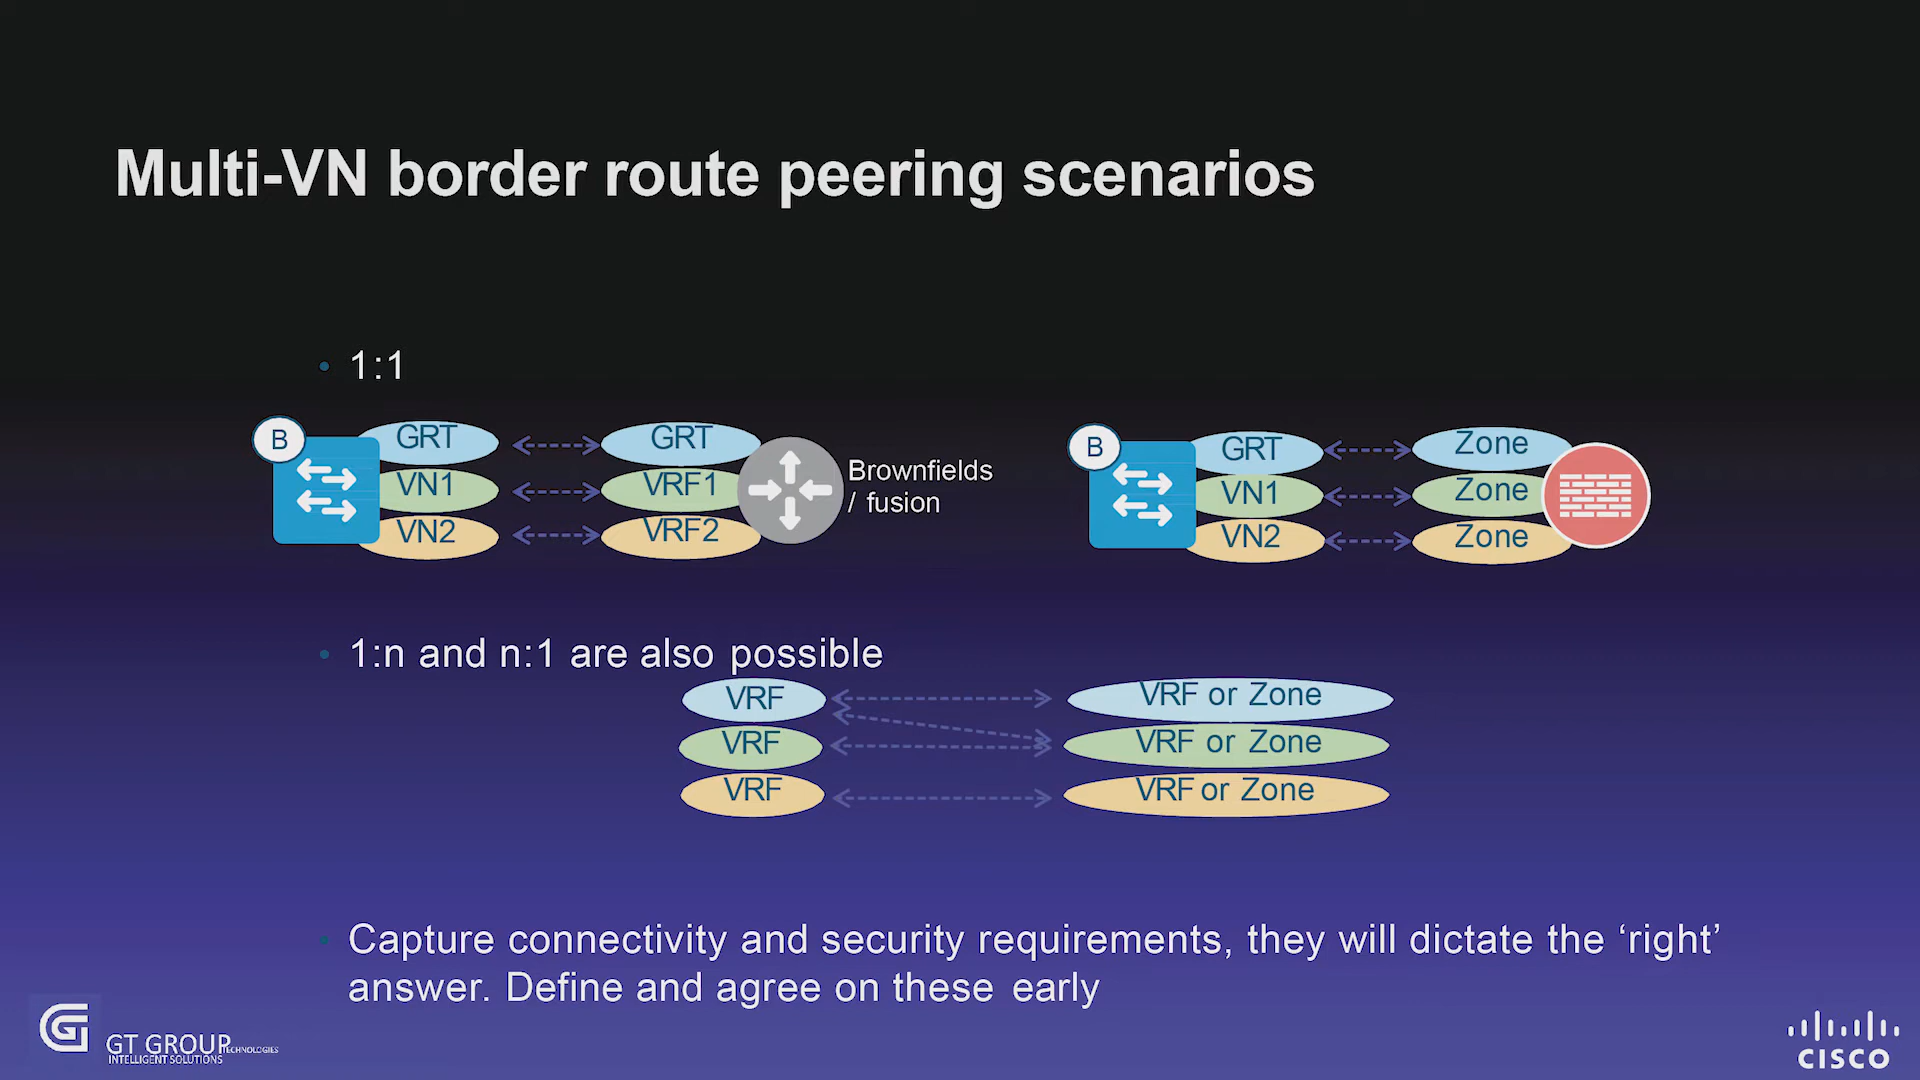 Multi-VN border route peering scenarios
• 1:1
B
GRT
VN1
VN2
GRT
VRF1
VRF2
Brownfields
/ fusion
B
GRT
VN1
VN2
Zone
Zone
Zone
• 1:n and n:1 are also possible
VRF
VRF
VRF
VRF or Zone
VRF or Zone
VRF or Zone
• Capture connectivity and security requirements, they will dictate the ‘right’
answer. Define and agree on these early
GT GROUP TECHNOLOGIES
INTELLIGENT SOLUTIONS
CISCO